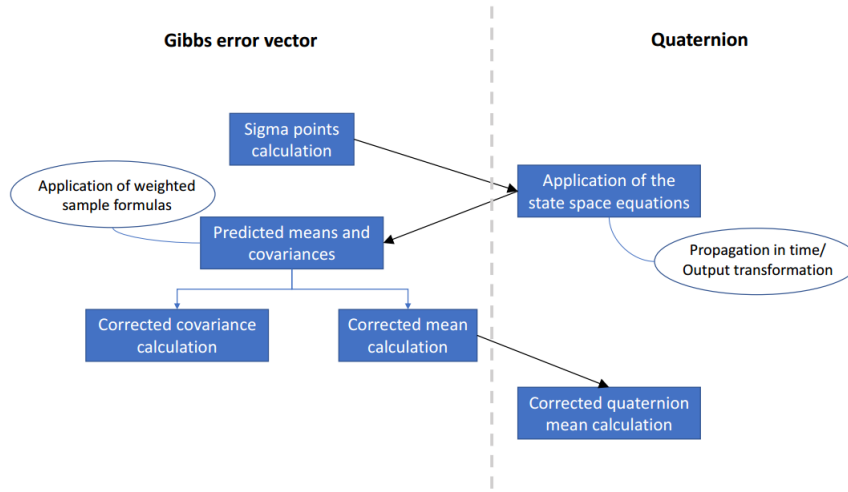 Gibbs error vector
Quaternion
Sigma points
calculation
Application of weighted
sample formulas
Application of the
state space equations
Predicted means and
covariances
Propagation in time/
Output transformation
Corrected covariance
calculation
Corrected mean
calculation
Corrected quaternion
mean calculation